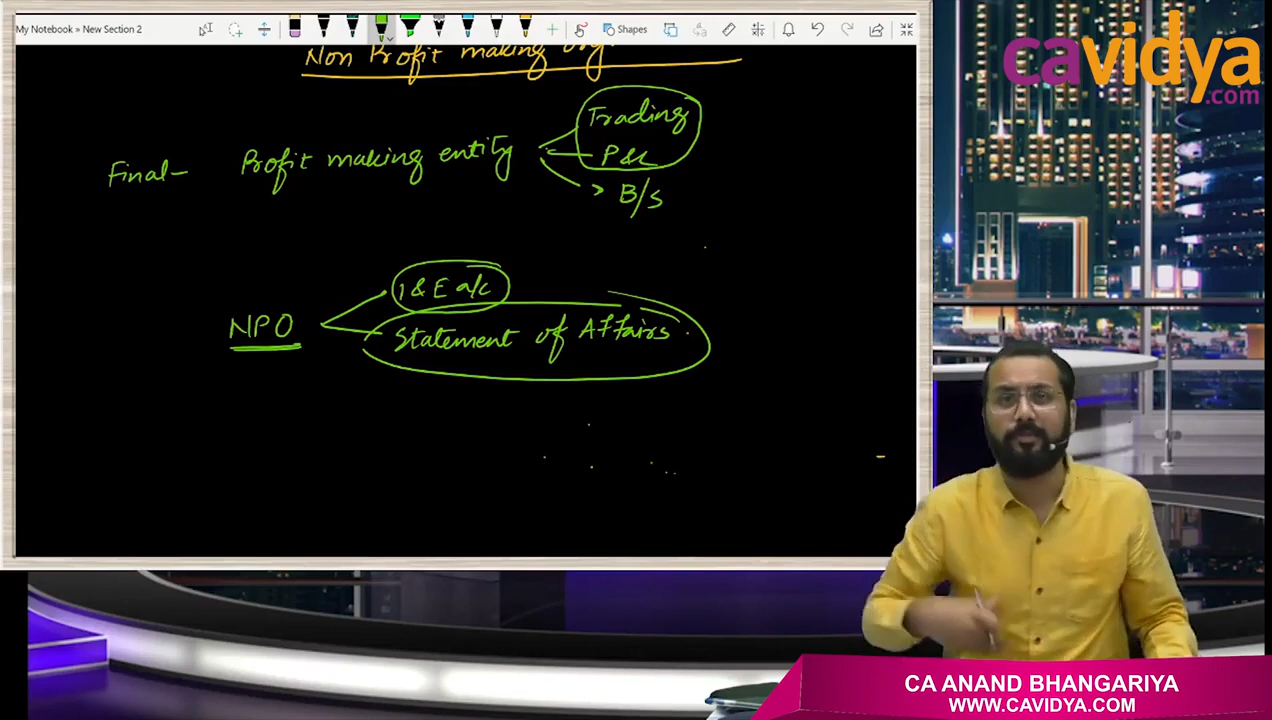 My Notebook » New Section 2
Shapes
cavidya
.com
Non Profit making
Trading
Final- Profit making entity P&L
> B/s
I & E a/c
NPO
Statement of Affairs
CA ANAND BHANGARIYA
WWW.CAVIDYA.COM